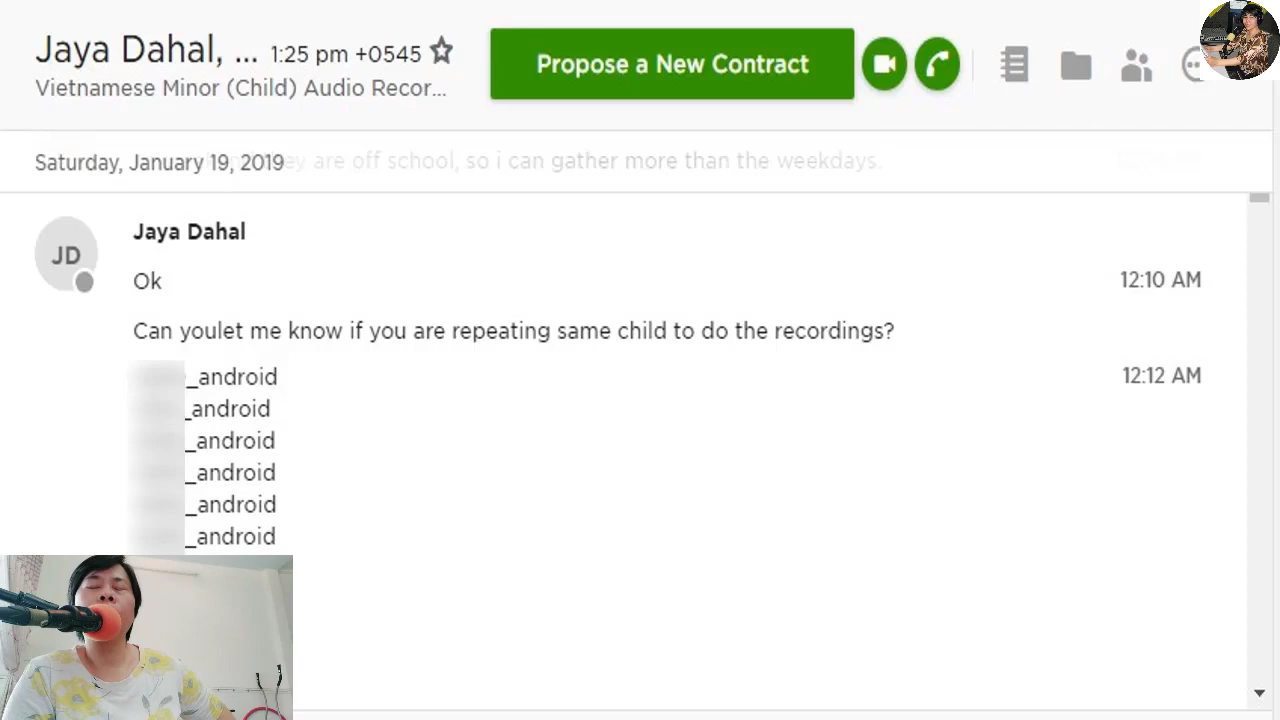 Jaya Dahal, ... 1:25 pm +0545
Propose a New Contract
Vietnamese Minor (Child) Audio Recor...
Saturday, January 19, 2019
are off school, so i can gather more than the weekdays.
Jaya Dahal
JD
Ok 12:10 AM
Can youlet me know if you are repeating same child to do the recordings?
_android 12:12 AM
_android
_android
_android
_android
_android